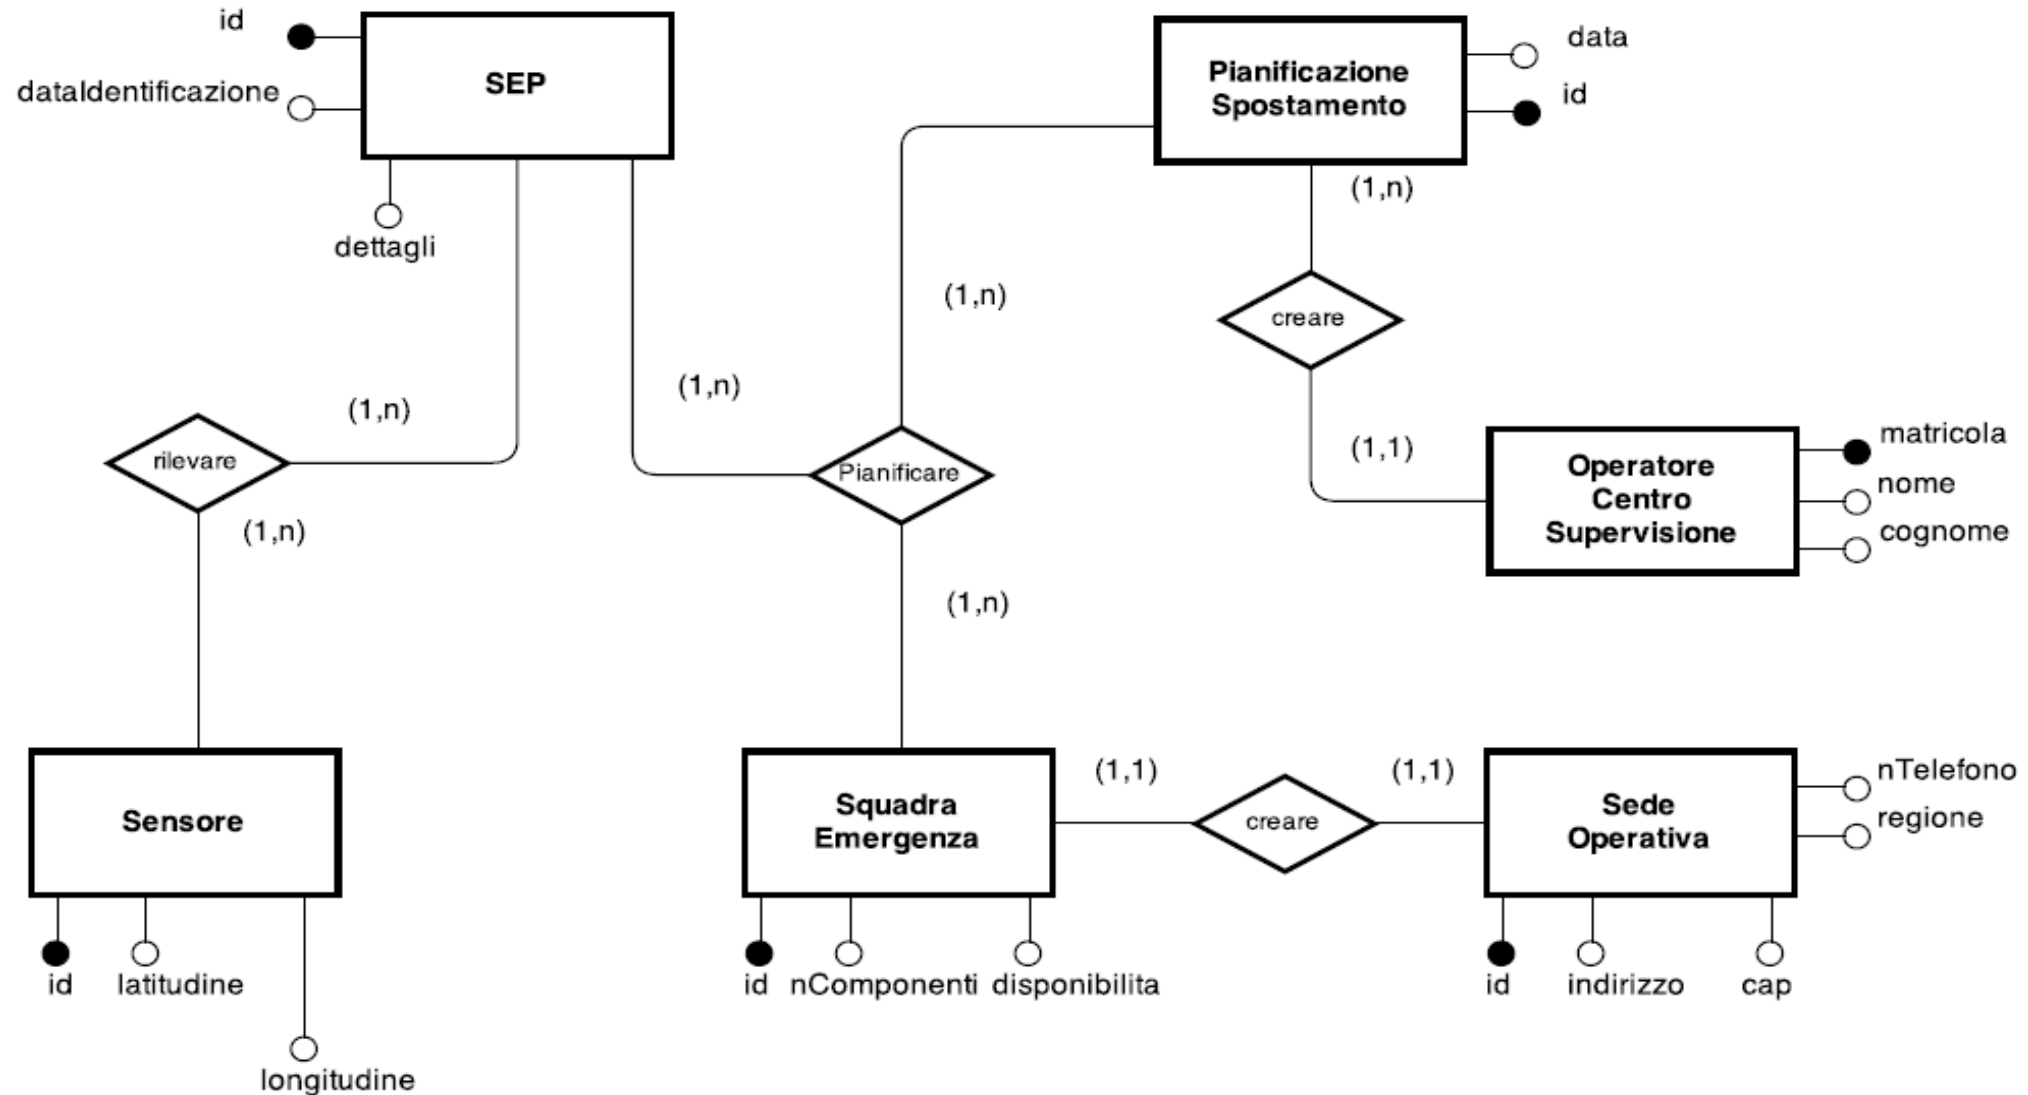 id
SEP
dataIdentificazione
dettagli
Pianificazione
Spostamento
data
id
(1,n)
(1,n)
creare
(1,n)
(1,n)
rilevare
(1,n)
Pianificare
(1,1)
Operatore
Centro
Supervisione
matricola
nome
cognome
(1,n)
Sensore
id
latitudine
longitudine
Squadra
Emergenza
id
nComponenti
disponibilita
(1,1)
creare
(1,1)
Sede
Operativa
nTelefono
regione
id
indirizzo
cap